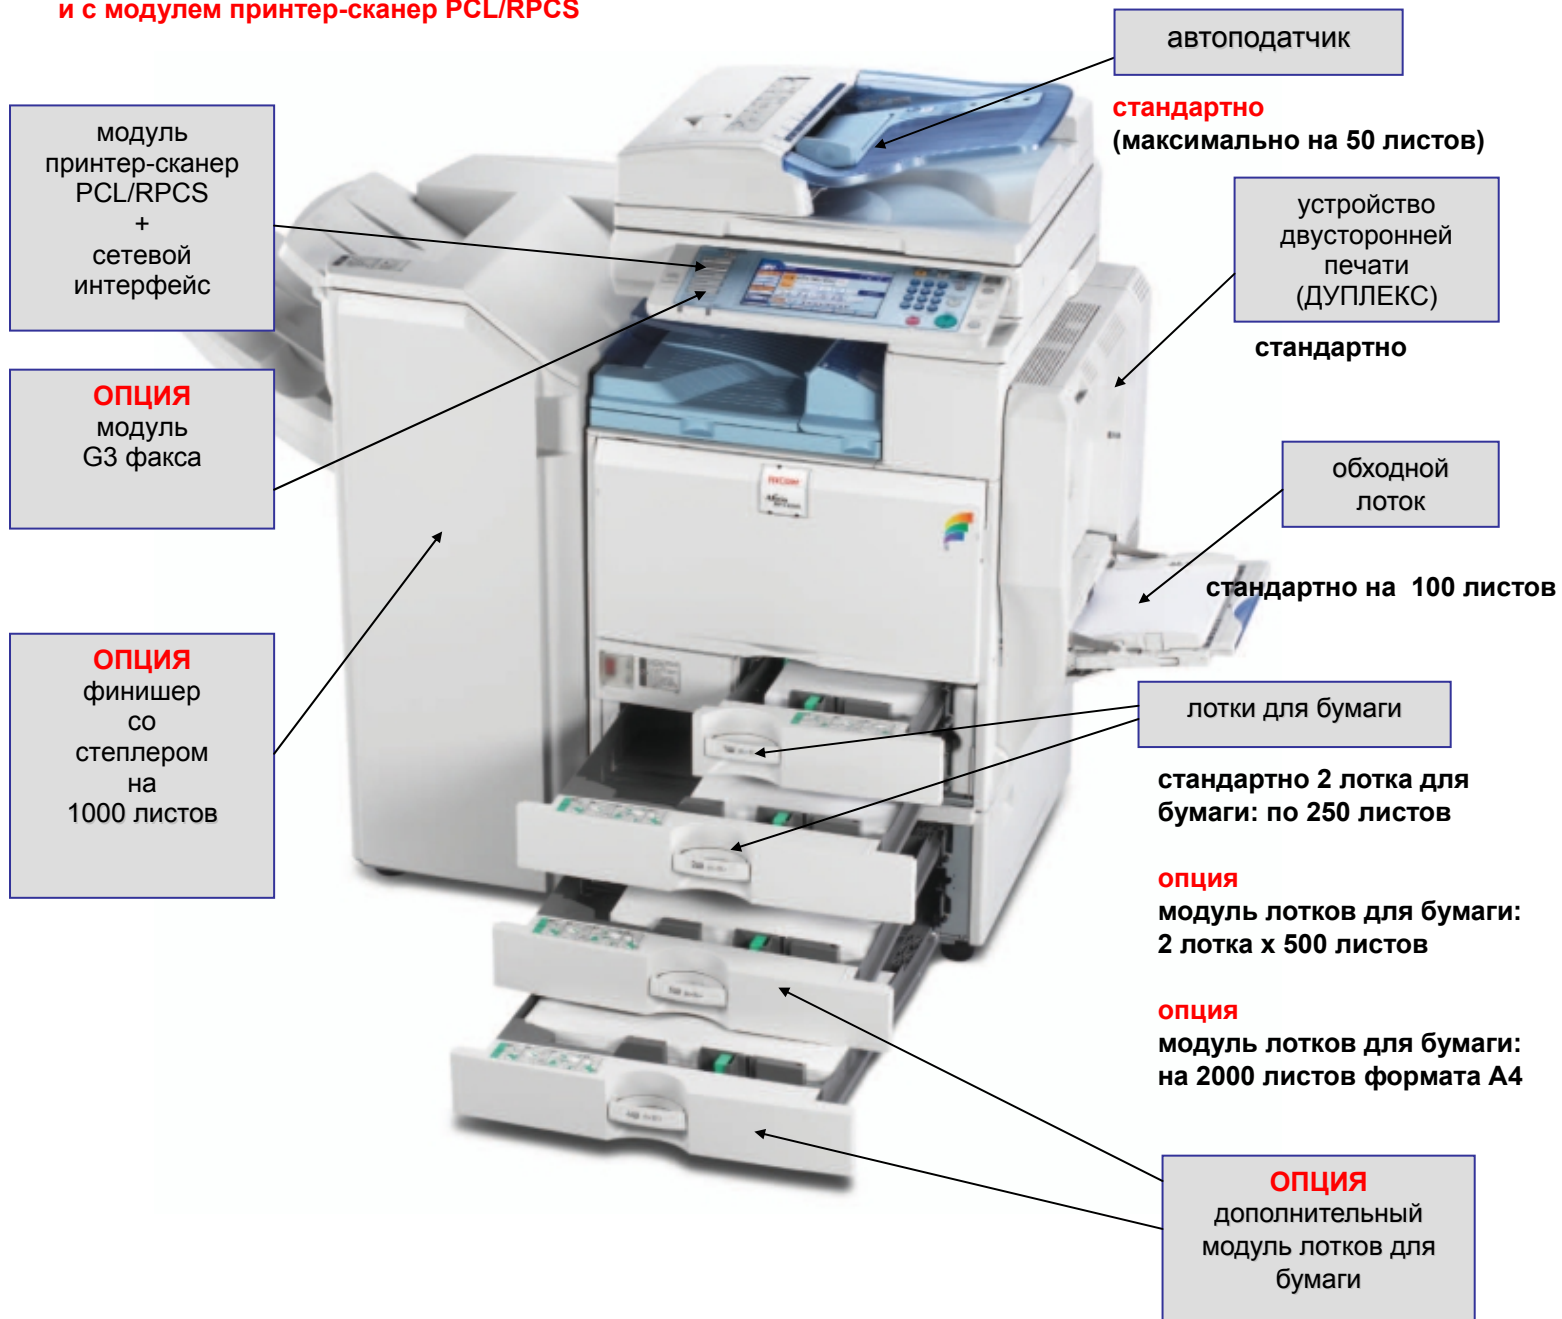 и с модулем принтер-сканер PCL/RPCS
автоподатчик
стандартно
(максимально на 50 листов)
модуль
принтер-сканер
PCL/RPCS
+
сетевой
интерфейс
устройство
двусторонней
печати
(ДУПЛЕКС)
стандартно
ОПЦИЯ
модуль
G3 факса
обходной
лоток
стандартно на 100 листов
ОПЦИЯ
финишер
со
степлером
на
1000 листов
лотки для бумаги
стандартно 2 лотка для
бумаги: по 250 листов
опция
модуль лотков для бумаги:
2 лотка х 500 листов
опция
модуль лотков для бумаги:
на 2000 листов формата А4
ОПЦИЯ
дополнительный
модуль лотков для
бумаги
RICOH